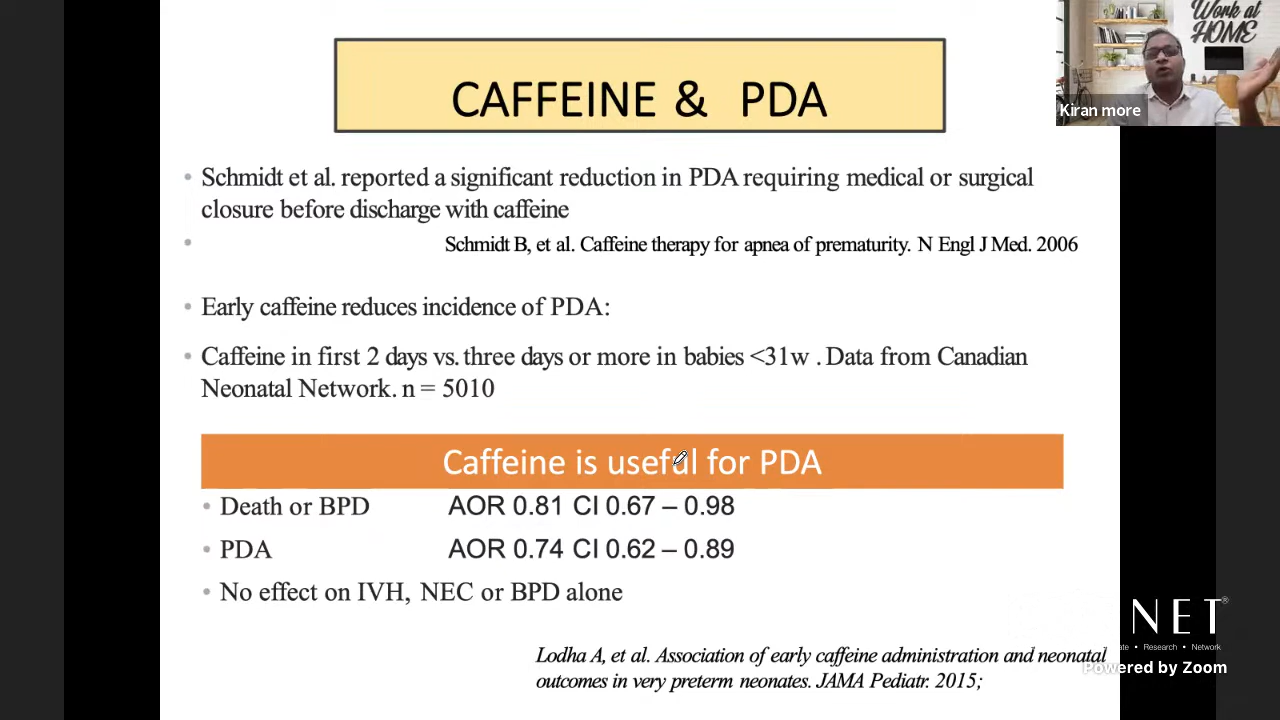 CAFFEINE & PDA
Work at
HOME
Kiran more
• Schmidt et al. reported a significant reduction in PDA requiring medical or surgical
closure before discharge with caffeine
• Schmidt B, et al. Caffeine therapy for apnea of prematurity. N Engl J Med. 2006
• Early caffeine reduces incidence of PDA:
• Caffeine in first 2 days vs. three days or more in babies <31w . Data from Canadian
Neonatal Network. n = 5010
Caffeine is useful for PDA
• Death or BPD AOR 0.81 CI 0.67 – 0.98
• PDA AOR 0.74 CI 0.62 – 0.89
• No effect on IVH, NEC or BPD alone
NET®
• Research • Network
Lodha A, et al. Association of early caffeine administration and neonatal
outcomes in very preterm neonates. JAMA Pediatr. 2015;
Powered by Zoom